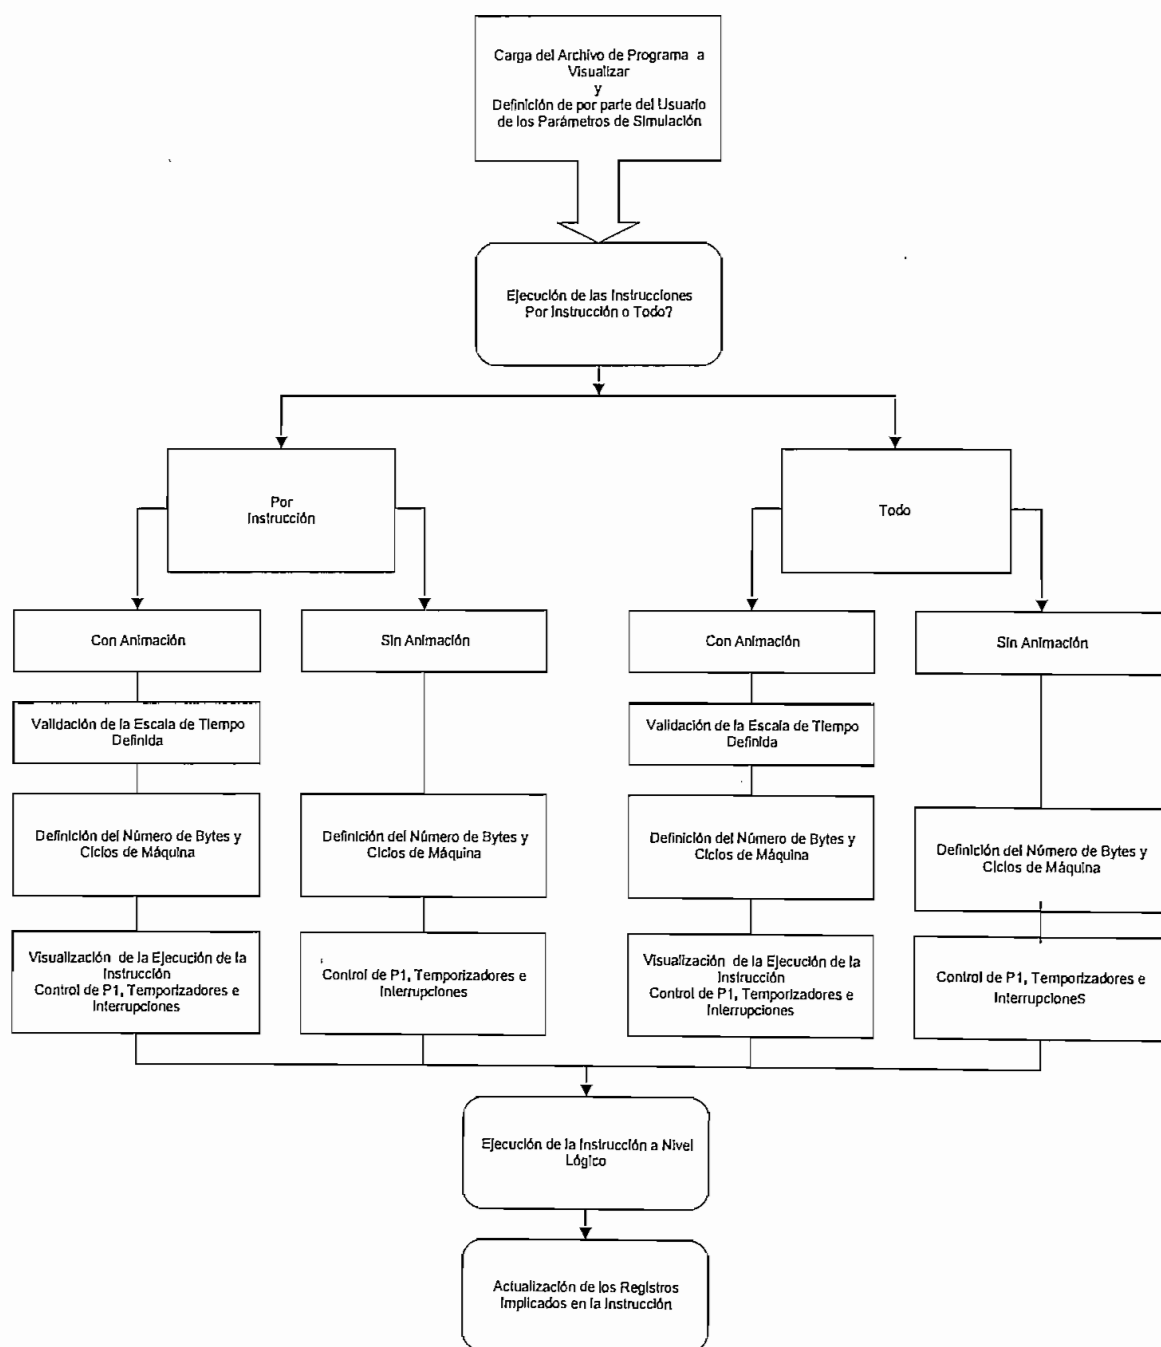 Carga del Archivo de Programa a
Visualizar
y
Definición de por parte del Usuario
de los Parámetros de Simulación
Ejecución de las Instrucciones
Por Instrucción o Todo?
Por
Instrucción
Todo
Con Animación
Sin Animación
Con Animación
Sin Animación
Validación de la Escala de Tiempo
Definida
Validación de la Escala de Tiempo
Definida
Definición del Número de Bytes y
Ciclos de Máquina
Definición del Número de Bytes y
Ciclos de Máquina
Definición del Número de Bytes y
Ciclos de Máquina
Definición del Número de Bytes y
Ciclos de Máquina
Visualización de la Ejecución de la
Instrucción
Control de P1, Temporizadores e
Interrupciones
Control de P1, Temporizadores e
Interrupciones
Visualización de la Ejecución de la
Instrucción
Control de P1, Temporizadores e
Interrupciones
Control de P1, Temporizadores e
InterrupcioneS
Ejecución de la Instrucción a Nivel
Lógico
Actualización de los Registros
Implicados en la Instrucción